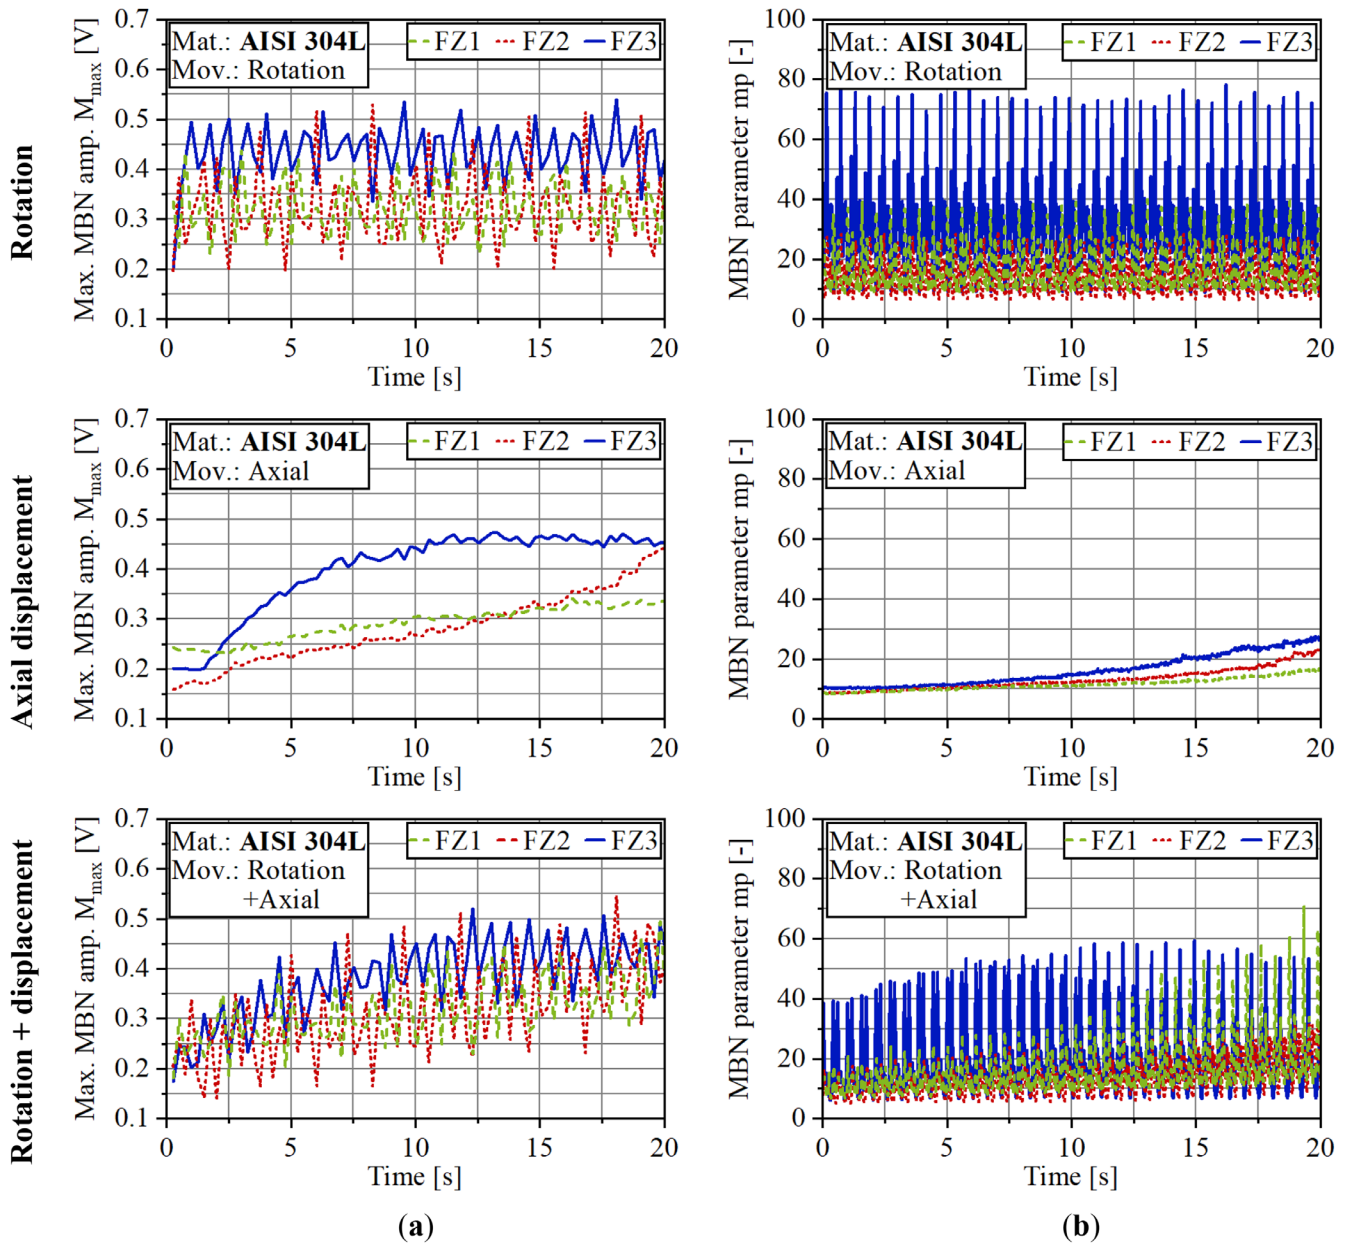 Rotation
Max. MBN amp. Mmax [V]
0.7
0.6
0.5
0.4
0.3
0.2
0.1
Mat.: AISI 304L
Mov.: Rotation
FZ1 FZ2 FZ3
0 5 10 15 20
Time [s]
MBN parameter mp [-]
100
80
60
40
20
0
Mat.: AISI 304L
Mov.: Rotation
FZ1 FZ2 FZ3
0 5 10 15 20
Time [s]
Axial displacement
Max. MBN amp. Mmax [V]
0.7
0.6
0.5
0.4
0.3
0.2
0.1
Mat.: AISI 304L
Mov.: Axial
FZ1 FZ2 FZ3
0 5 10 15 20
Time [s]
MBN parameter mp [-]
100
80
60
40
20
0
Mat.: AISI 304L
Mov.: Axial
FZ1 FZ2 FZ3
0 5 10 15 20
Time [s]
Rotation + displacement
Max. MBN amp. Mmax [V]
0.7
0.6
0.5
0.4
0.3
0.2
0.1
Mat.: AISI 304L
Mov.: Rotation
+Axial
FZ1 FZ2 FZ3
0 5 10 15 20
Time [s]
MBN parameter mp [-]
100
80
60
40
20
0
Mat.: AISI 304L
Mov.: Rotation
+Axial
FZ1 FZ2 FZ3
0 5 10 15 20
Time [s]
(a)
(b)